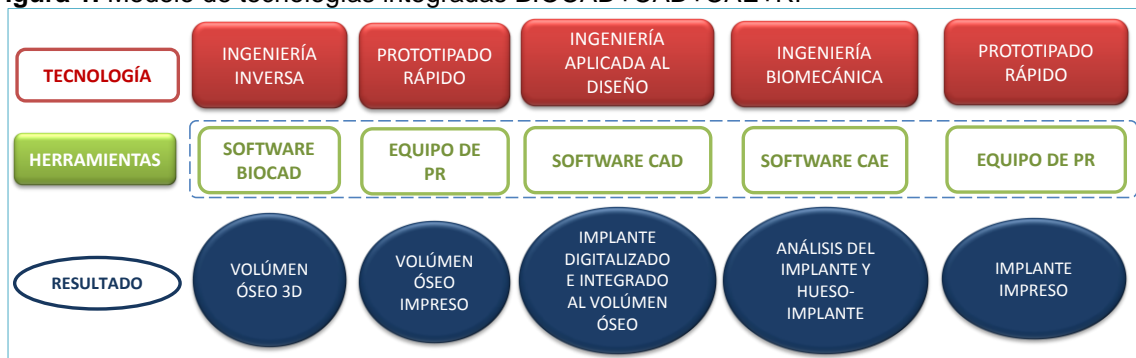 igura 1. Modelo de tecnologías integradas BIOCAD+CAD+CAE+R
TECNOLOGÍA
INGENIERÍA
INVERSA
PROTOTIPADO
RÁPIDO
INGENIERÍA
APLICADA AL
DISEÑO
INGENIERÍA
BIOMECÁNICA
PROTOTIPADO
RÁPIDO
HERRAMIENTAS
SOFTWARE
BIOCAD
EQUIPO DE
PR
SOFTWARE CAD
SOFTWARE CAE
EQUIPO DE PR
RESULTADO
VOLÚMEN
ÓSEO 3D
VOLÚMEN
ÓSEO
IMPRESO
IMPLANTE
DIGITALIZADO
E INTEGRADO
AL VOLÚMEN
ÓSEO
ANÁLISIS DEL
IMPLANTE Y
HUESO-
IMPLANTE
IMPLANTE
IMPRESO